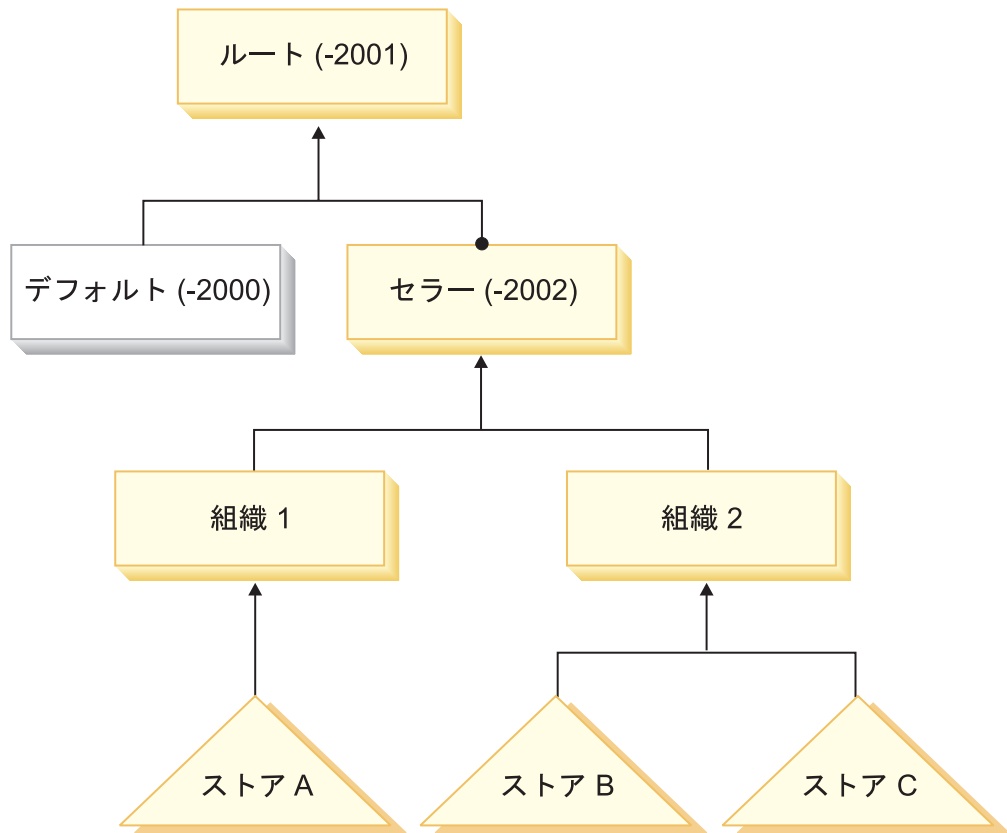 ルート (-2001)
デフォルト (-2000)
セラー (-2002)
組織 1
組織 2
ストア A
ストア B
ストア C